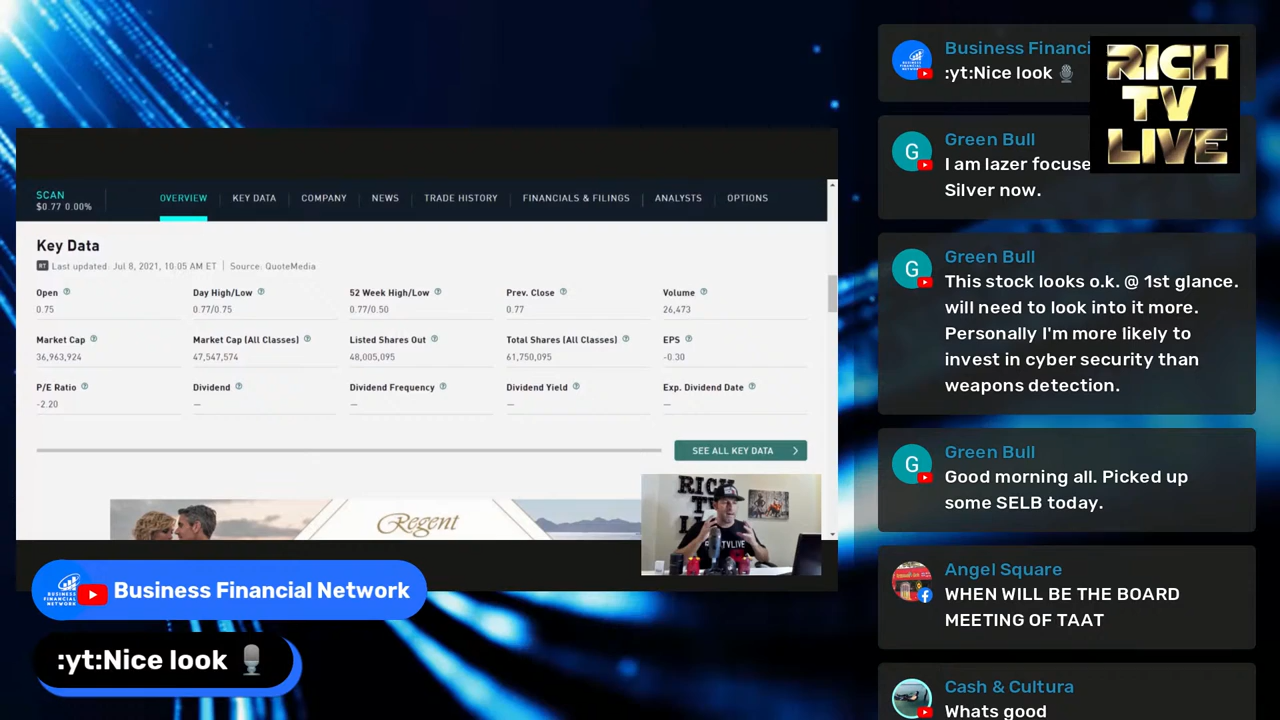 SCAN
$0.77 0.00%
OVERVIEW
KEY DATA
COMPANY
NEWS
TRADE HISTORY
FINANCIALS & FILINGS
ANALYSTS
OPTIONS
Key Data
RT Last updated: Jul 8, 2021, 10:05 AM ET | Source: QuoteMedia
Open
0.75
Day High/Low
0.77/0.75
52 Week High/Low
0.77/0.50
Prev. Close
0.77
Volume
26,473
Market Cap
36,963,924
Market Cap (All Classes)
47,547,574
Listed Shares Out
48,005,095
Total Shares (All Classes)
61,750,095
EPS
-0.30
P/E Ratio
-2.20
Dividend
—
Dividend Frequency
—
Dividend Yield
—
Exp. Dividend Date
—
SEE ALL KEY DATA
Regent
RICH
TV
Business Financial Network
:yt:Nice look 🎙
Business Financi
:yt:Nice look 🎙
RICH
TV
LIVE
G
Green Bull
I am lazer focuse
Silver now.
G
Green Bull
This stock looks o.k. @ 1st glance.
will need to look into it more.
Personally I'm more likely to
invest in cyber security than
weapons detection.
G
Green Bull
Good morning all. Picked up
some SELB today.
Angel Square
WHEN WILL BE THE BOARD
MEETING OF TAAT
Cash & Cultura
Whats good